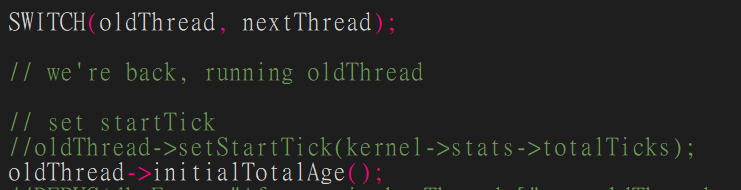 SWITCH(oldThread, nextThread);
// we're back, running oldThread
// set startTick
//oldThread->setStartTick(kernel->stats->totalTicks);
oldThread->initialTotalAge();